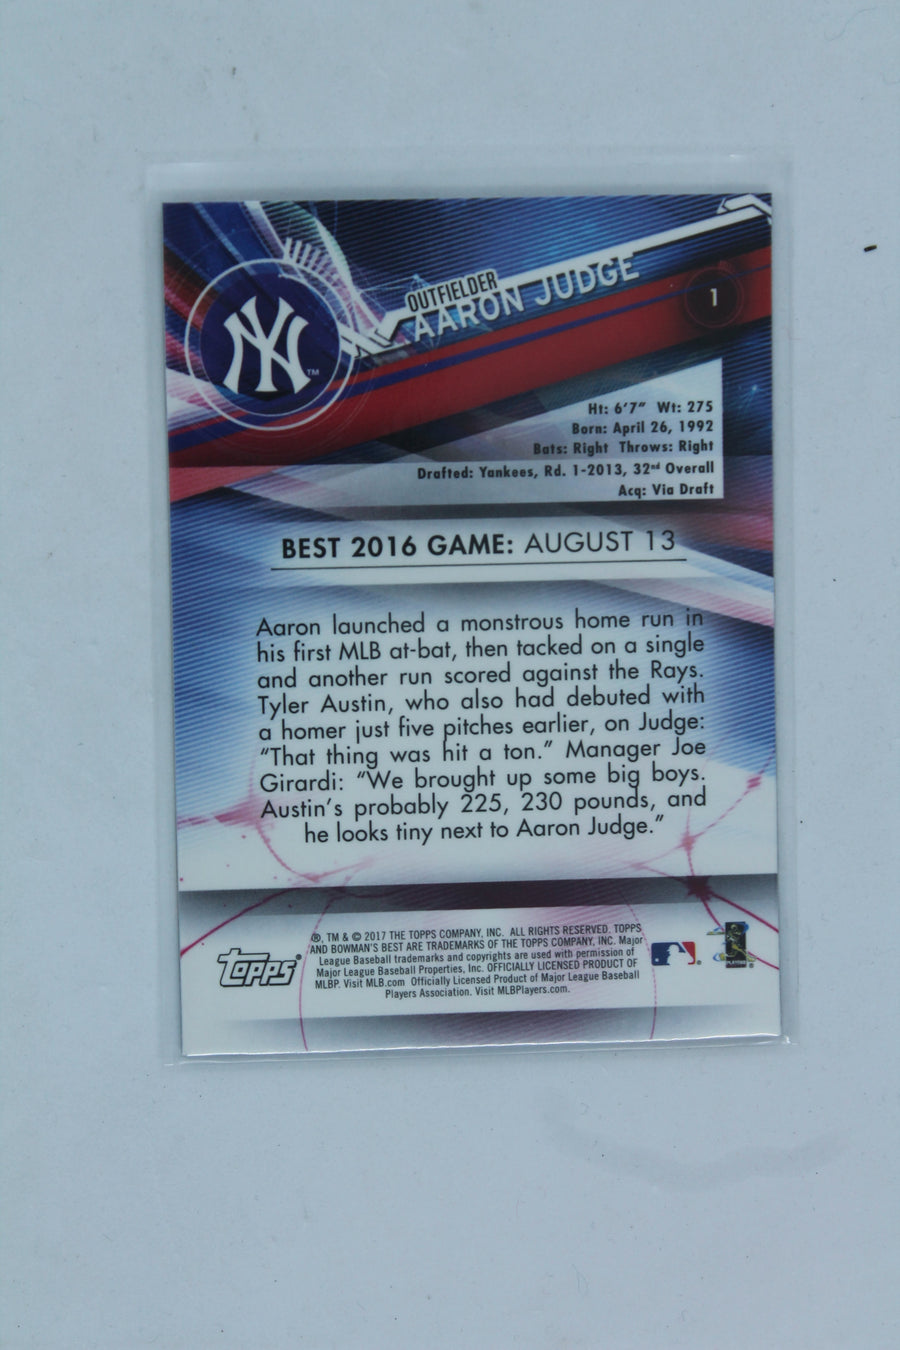 OUTFIELDER
AARON JUDGE
1
NY
TM
Ht: 6'7" Wt: 275
Born: April 26, 1992
Bats: Right Throws: Right
Drafted: Yankees, Rd. 1-2013, 32nd Overall
Acq: Via Draft
BEST 2016 GAME: AUGUST 13
Aaron launched a monstrous home run in
his first MLB at-bat, then tacked on a single
and another run scored against the Rays.
Tyler Austin, who also had debuted with
a homer just five pitches earlier, on Judge:
“That thing was hit a ton.” Manager Joe
Girardi: “We brought up some big boys.
Austin’s probably 225, 230 pounds, and
he looks tiny next to Aaron Judge.”
topps®
®, TM & © 2017 THE TOPPS COMPANY, INC. ALL RIGHTS RESERVED. TOPPS
AND BOWMAN'S BEST ARE TRADEMARKS OF THE TOPPS COMPANY, INC. Major
League Baseball trademarks and copyrights are used with permission of
Major League Baseball Properties, Inc. OFFICIALLY LICENSED PRODUCT OF
MLBP. Visit MLB.com Officially Licensed Product of Major League Baseball
Players Association. Visit MLBPlayers.com.
PLAYERS